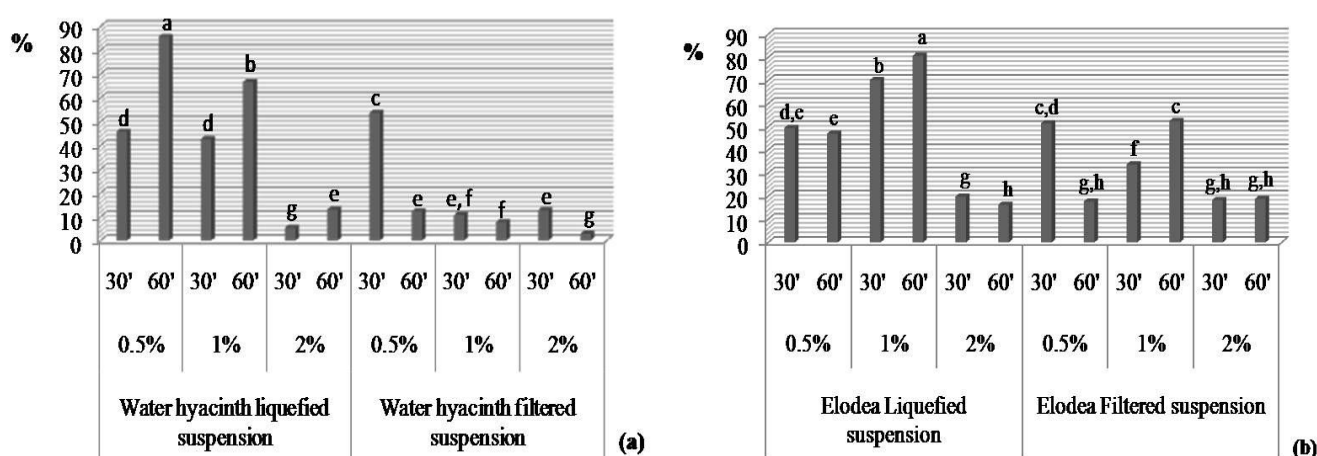 %
90
80
70
60
50
40
30
20
10
0
d
a
d
b
g
e
c
e
e,f
f
e
g
30' 60' 30' 60' 30' 60' 30' 60' 30' 60' 30' 60'
0.5% 1% 2% 0.5% 1% 2%
Water hyacinth liquefied suspension
Water hyacinth filtered suspension
(a)
%
90
80
70
60
50
40
30
20
10
0
d,e
e
b
a
g
h
c,d
g,h
f
c
g,h
g,h
30' 60' 30' 60' 30' 60' 30' 60' 30' 60' 30' 60'
0.5% 1% 2% 0.5% 1% 2%
Elodea Liquefied
suspension
Elodea Filtered suspension
(b)